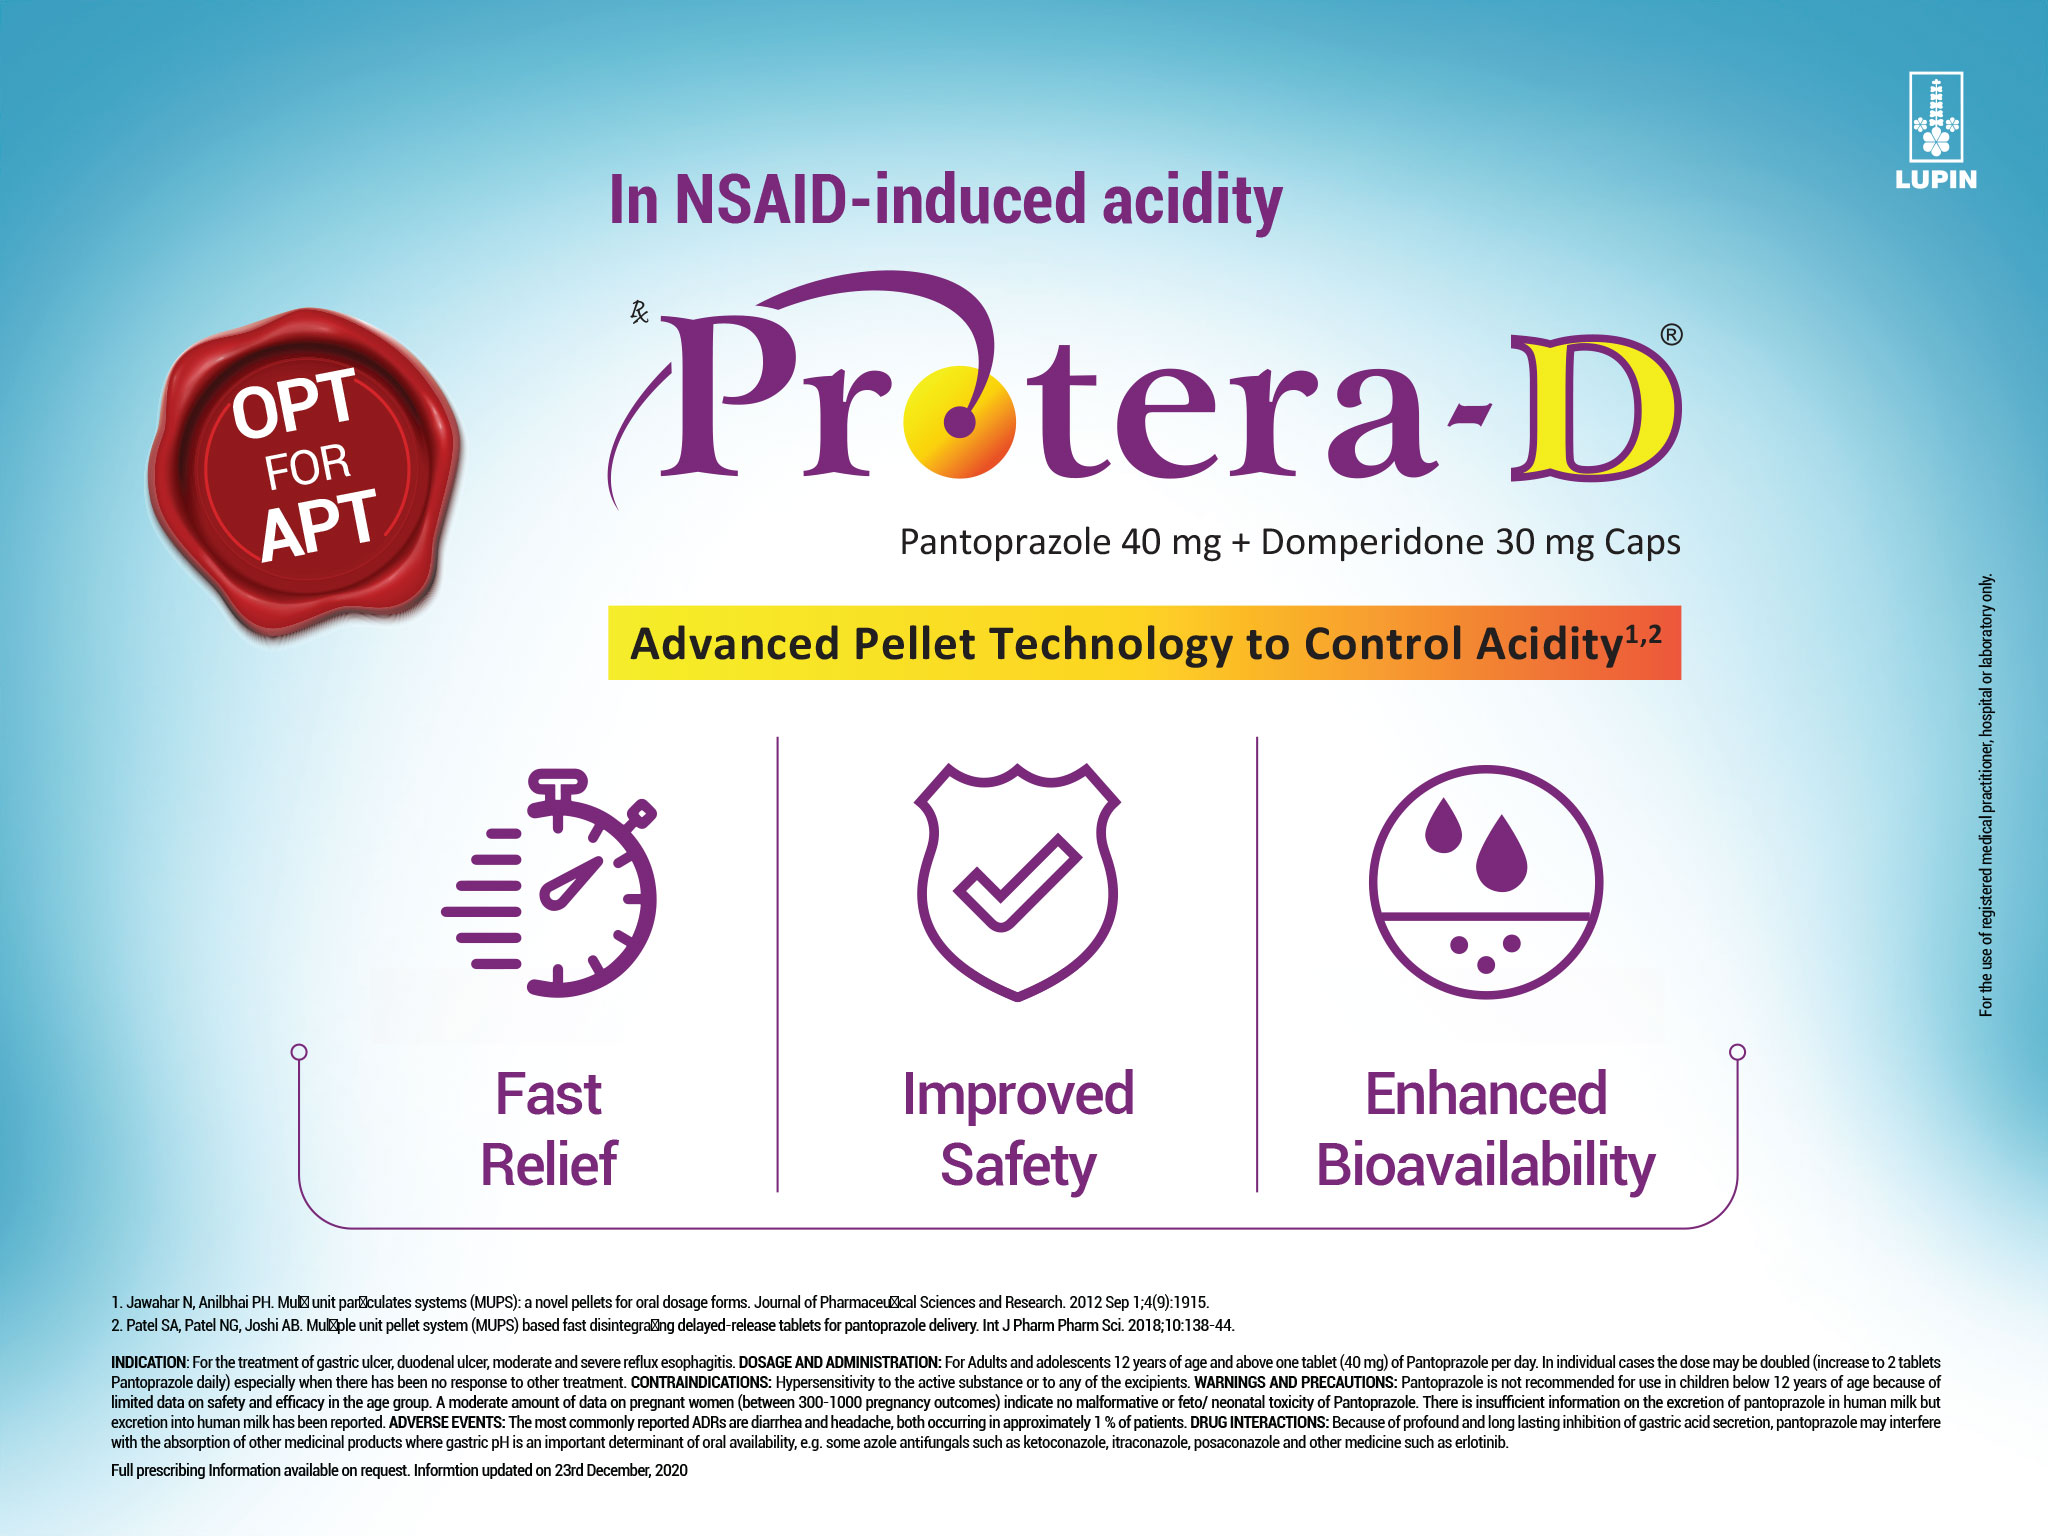 LUPIN
In NSAID-induced acidity
Rx Protera-D®
OPT
FOR
APT
Pantoprazole 40 mg + Domperidone 30 mg Caps
Advanced Pellet Technology to Control Acidity1,2
For the use of registered medical practitioner, hospital or laboratory only.
Fast
Relief
Improved
Safety
Enhanced
Bioavailability
1. Jawahar N, Anilbhai PH. Mul☒ unit par☒culates systems (MUPS): a novel pellets for oral dosage forms. Journal of Pharmaceu☒cal Sciences and Research. 2012 Sep 1;4(9):1915.
2. Patel SA, Patel NG, Joshi AB. Mul☒ple unit pellet system (MUPS) based fast disintegra☒ng delayed-release tablets for pantoprazole delivery. Int J Pharm Pharm Sci. 2018;10:138-44.
INDICATION: For the treatment of gastric ulcer, duodenal ulcer, moderate and severe reflux esophagitis. DOSAGE AND ADMINISTRATION: For Adults and adolescents 12 years of age and above one tablet (40 mg) of Pantoprazole per day. In individual cases the dose may be doubled (increase to 2 tablets
Pantoprazole daily) especially when there has been no response to other treatment. CONTRAINDICATIONS: Hypersensitivity to the active substance or to any of the excipients. WARNINGS AND PRECAUTIONS: Pantoprazole is not recommended for use in children below 12 years of age because of
limited data on safety and efficacy in the age group. A moderate amount of data on pregnant women (between 300-1000 pregnancy outcomes) indicate no malformative or feto/ neonatal toxicity of Pantoprazole. There is insufficient information on the excretion of pantoprazole in human milk but
excretion into human milk has been reported. ADVERSE EVENTS: The most commonly reported ADRs are diarrhea and headache, both occurring in approximately 1 % of patients. DRUG INTERACTIONS: Because of profound and long lasting inhibition of gastric acid secretion, pantoprazole may interfere
with the absorption of other medicinal products where gastric pH is an important determinant of oral availability, e.g. some azole antifungals such as ketoconazole, itraconazole, posaconazole and other medicine such as erlotinib.
Full prescribing Information available on request. Informtion updated on 23rd December, 2020